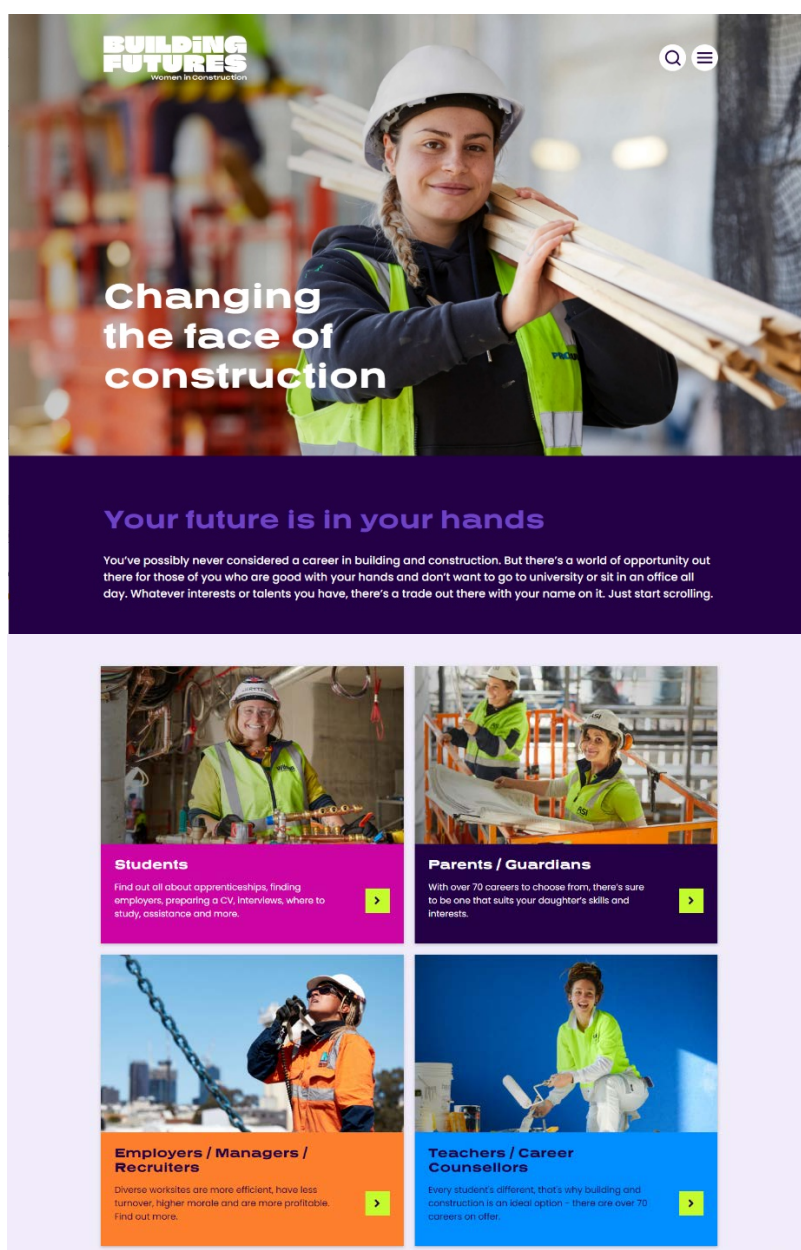 BUILDiNG
FUTURES
Women in Construction
Changing
the face of
construction
Your future is in your hands
You've possibly never considered a career in building and construction. But there's a world of opportunity out
there for those of you who are good with your hands and don't want to go to university or sit in an office all
day. Whatever interests or talents you have, there's a trade out there with your name on it. Just start scrolling.
Students
Find out all about apprenticeships, finding
employers, preparing a CV, interviews, where to
study, assistance and more.
Parents / Guardians
With over 70 careers to choose from, there's sure
to be one that suits your daughter's skills and
interests.
Employers / Managers /
Recruiters
Diverse worksites are more efficient, have less
turnover, higher morale and are more profitable.
Find out more.
Teachers / Career
Counsellors
Every student's different, that's why building and
construction is an ideal option - there are over 70
careers on offer.